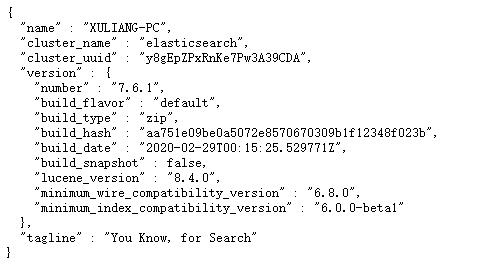 {
  "name" : "XULIANG-PC",
  "cluster_name" : "elasticsearch",
  "cluster_uuid" : "y8gEpZPxRnKe7Pw3A39CDA",
  "version" : {
    "number" : "7.6.1",
    "build_flavor" : "default",
    "build_type" : "zip",
    "build_hash" : "aa751e09be0a5072e8570670309b1f12348f023b",
    "build_date" : "2020-02-29T00:15:25.529771Z",
    "build_snapshot" : false,
    "lucene_version" : "8.4.0",
    "minimum_wire_compatibility_version" : "6.8.0",
    "minimum_index_compatibility_version" : "6.0.0-beta1"
  },
  "tagline" : "You Know, for Search"
}